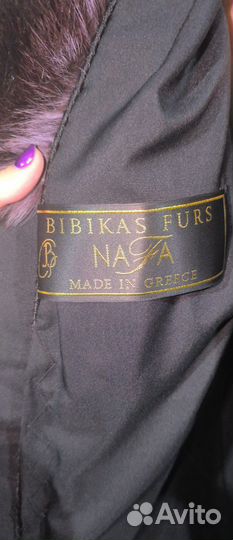 BIBIKAS FURS
NAFA
MADE IN GREECE
Avito